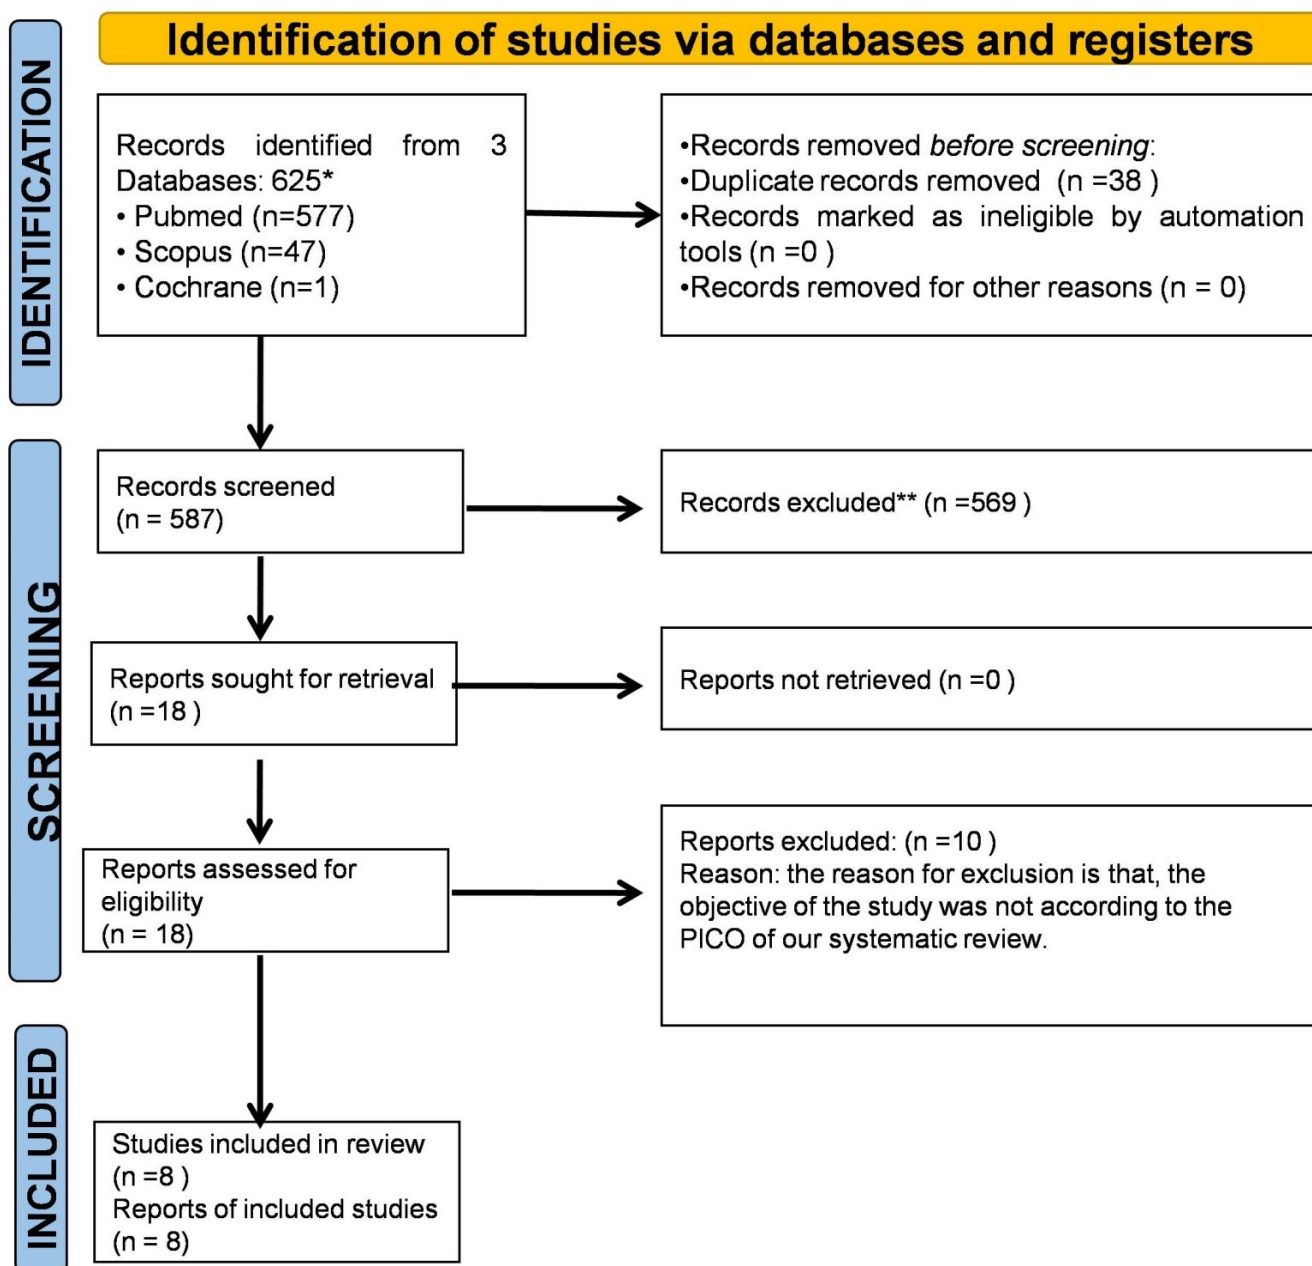 Identification of studies via databases and registers
IDENTIFICATION
Records identified from 3
Databases: 625*
• Pubmed (n=577)
• Scopus (n=47)
• Cochrane (n=1)
•Records removed before screening:
•Duplicate records removed (n =38 )
•Records marked as ineligible by automation
tools (n =0 )
•Records removed for other reasons (n = 0)
SCREENING
Records screened
(n = 587)
Records excluded** (n =569 )
Reports sought for retrieval
(n =18 )
Reports not retrieved (n =0 )
Reports assessed for
eligibility
(n = 18)
Reports excluded: (n =10 )
Reason: the reason for exclusion is that, the
objective of the study was not according to the
PICO of our systematic review.
INCLUDED
Studies included in review
(n =8 )
Reports of included studies
(n = 8)